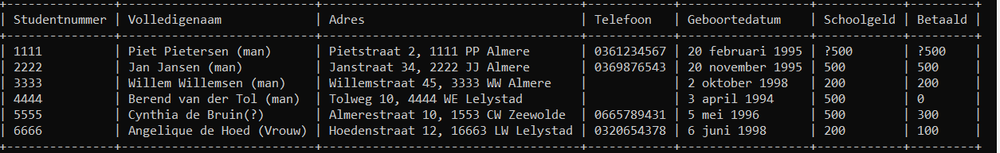 | Studentnummer | Volledigenaam | Adres | Telefoon | Geboortedatum | Schoolgeld | Betaald |
| 1111 | Piet Pietersen (man) | Pietstraat 2, 1111 PP Almere | 0361234567 | 20 februari 1995 | ?500 | ?500 |
| 2222 | Jan Jansen (man) | Janstraat 34, 2222 JJ Almere | 0369876543 | 20 november 1995 | 500 | 500 |
| 3333 | Willem Willemsen (man) | Willemstraat 45, 3333 WW Almere | | 2 oktober 1998 | 200 | 200 |
| 4444 | Berend van der Tol (man) | Tolweg 10, 4444 WE Lelystad | | 3 april 1994 | 500 | 0 |
| 5555 | Cynthia de Bruin(?) | Almerestraat 10, 1553 CW Zeewolde | 0665789431 | 5 mei 1996 | 500 | 300 |
| 6666 | Angelique de Hoed (Vrouw) | Hoedenstraat 12, 16663 LW Lelystad | 0320654378 | 6 juni 1998 | 200 | 100 |